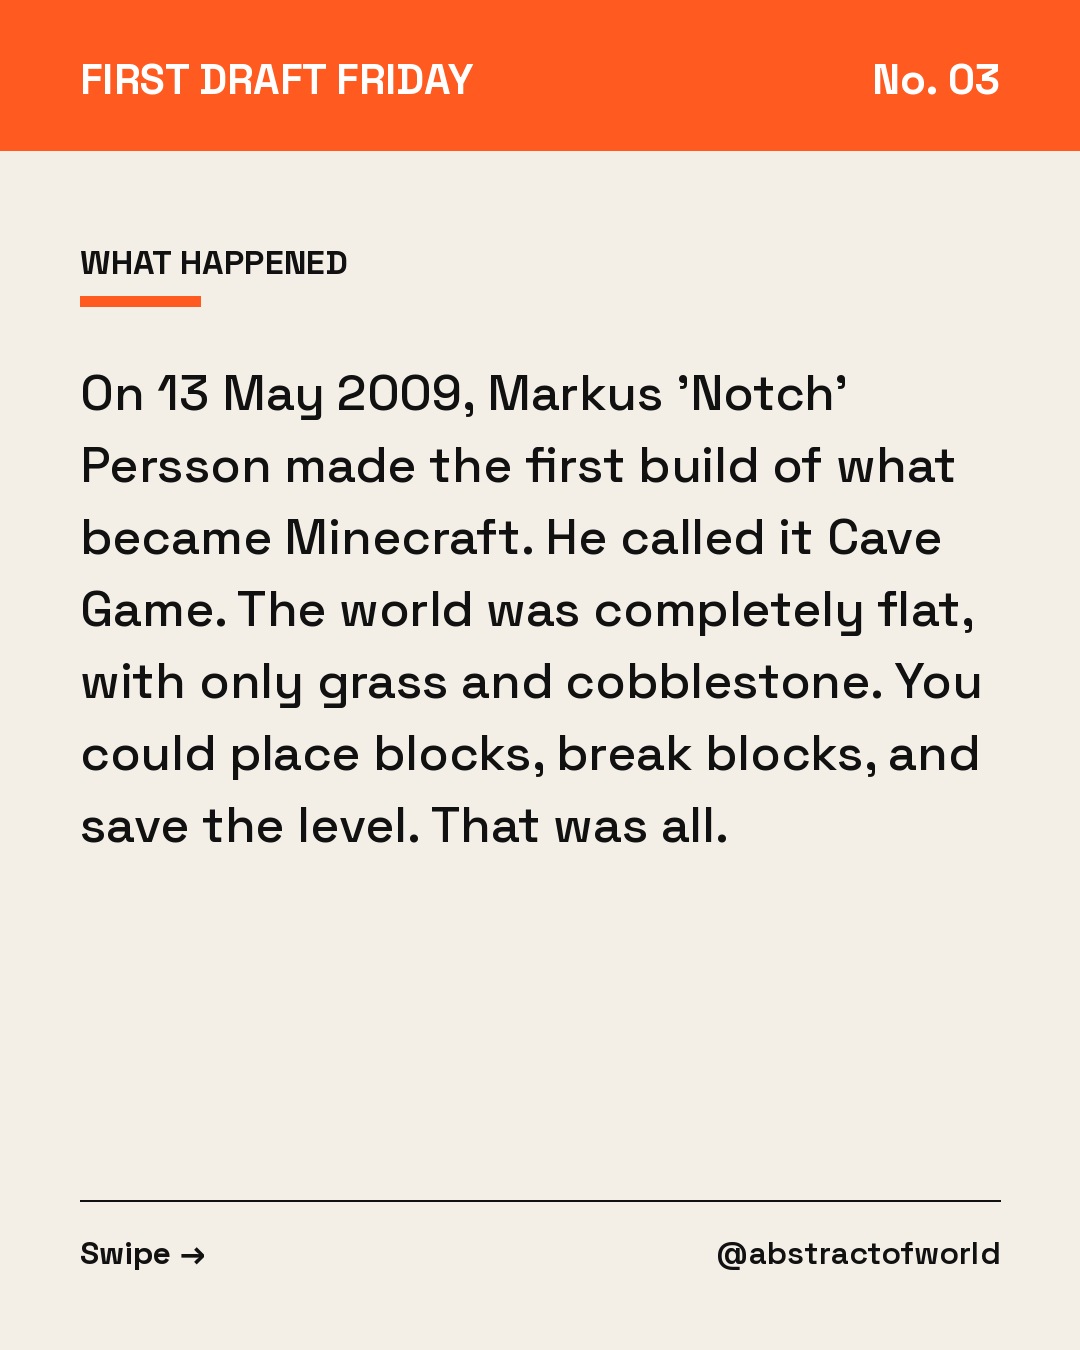 FIRST DRAFT FRIDAY
No. 03
WHAT HAPPENED
On 13 May 2009, Markus ’Notch’
Persson made the first build of what
became Minecraft. He called it Cave
Game. The world was completely flat,
with only grass and cobblestone. You
could place blocks, break blocks, and
save the level. That was all.
Swipe →
@abstractofworld